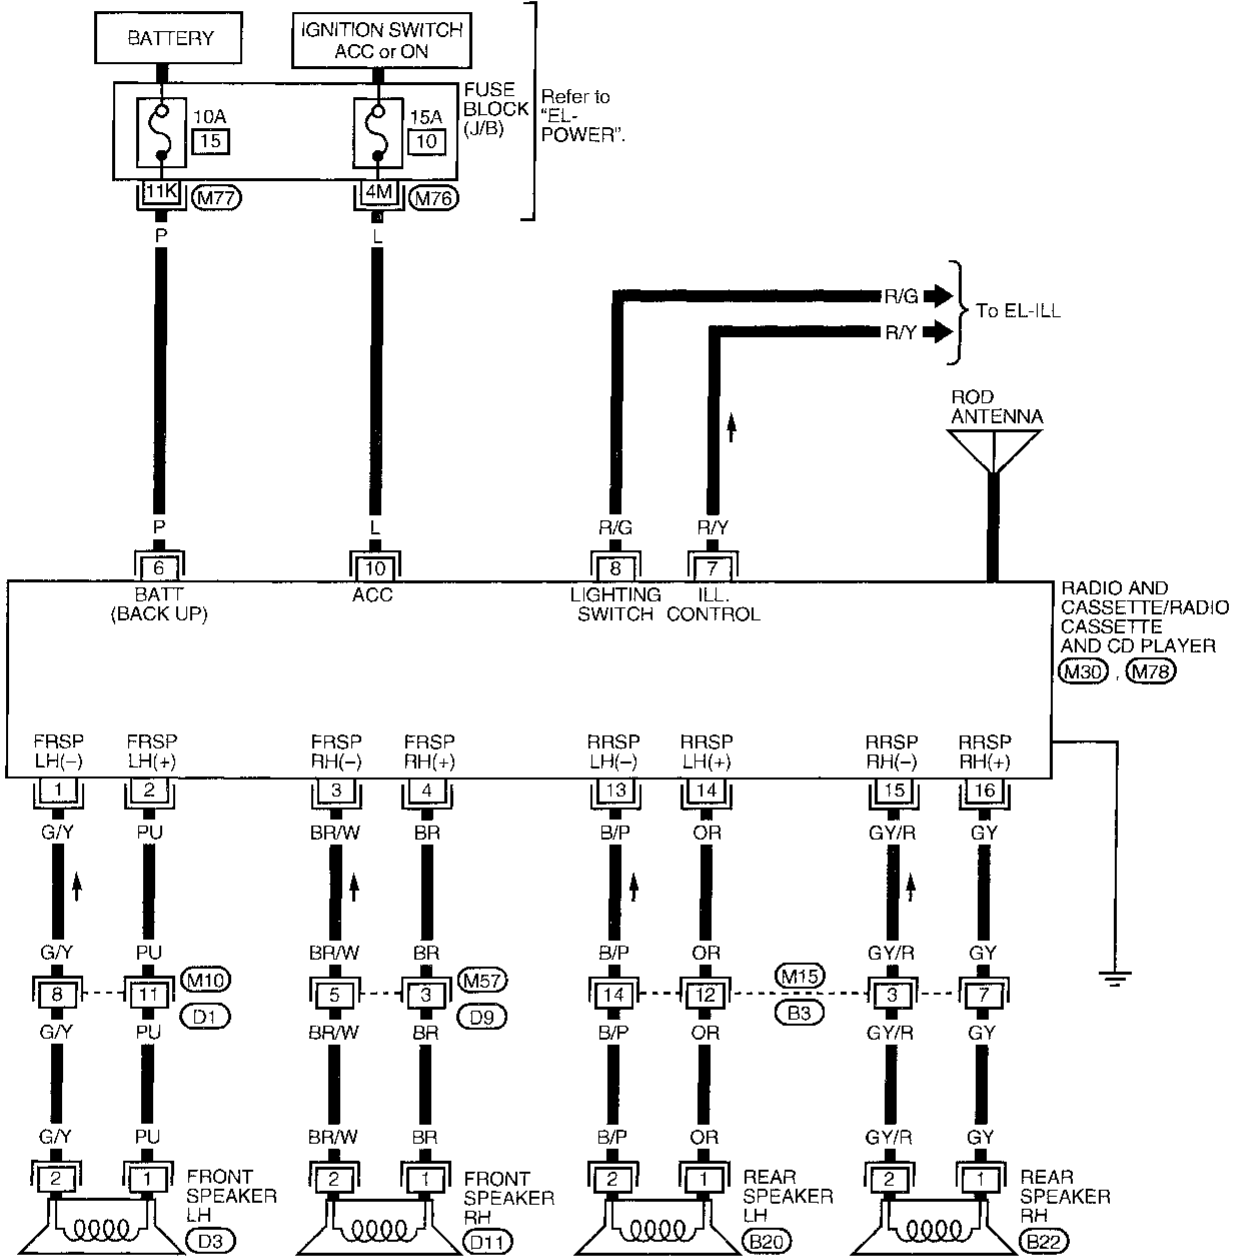 BATTERY
IGNITION SWITCH
ACC or ON
FUSE
BLOCK
(J/B)
Refer to
"EL-
POWER".
10A
15
15A
10
11K
M77
4M
M76
P
L
R/G
R/Y
To EL-ILL
ROD
ANTENNA
P
L
R/G
R/Y
6
10
8
7
BATT
(BACK UP)
ACC
LIGHTING
SWITCH
ILL.
CONTROL
RADIO AND
CASSETTE/RADIO
CASSETTE
AND CD PLAYER
M30 , M78
FRSP
LH(–)
FRSP
LH(+)
FRSP
RH(–)
FRSP
RH(+)
RRSP
LH(–)
RRSP
LH(+)
RRSP
RH(–)
RRSP
RH(+)
1
2
3
4
13
14
15
16
G/Y
PU
BR/W
BR
B/P
OR
GY/R
GY
G/Y
PU
BR/W
BR
B/P
OR
GY/R
GY
8
11
M10
D1
5
3
M57
D9
14
12
M15
B3
3
7
G/Y
PU
BR/W
BR
B/P
OR
GY/R
GY
G/Y
PU
BR/W
BR
B/P
OR
GY/R
GY
2
1
FRONT
SPEAKER
LH
D3
2
1
FRONT
SPEAKER
RH
D11
2
1
REAR
SPEAKER
LH
B20
2
1
REAR
SPEAKER
RH
B22